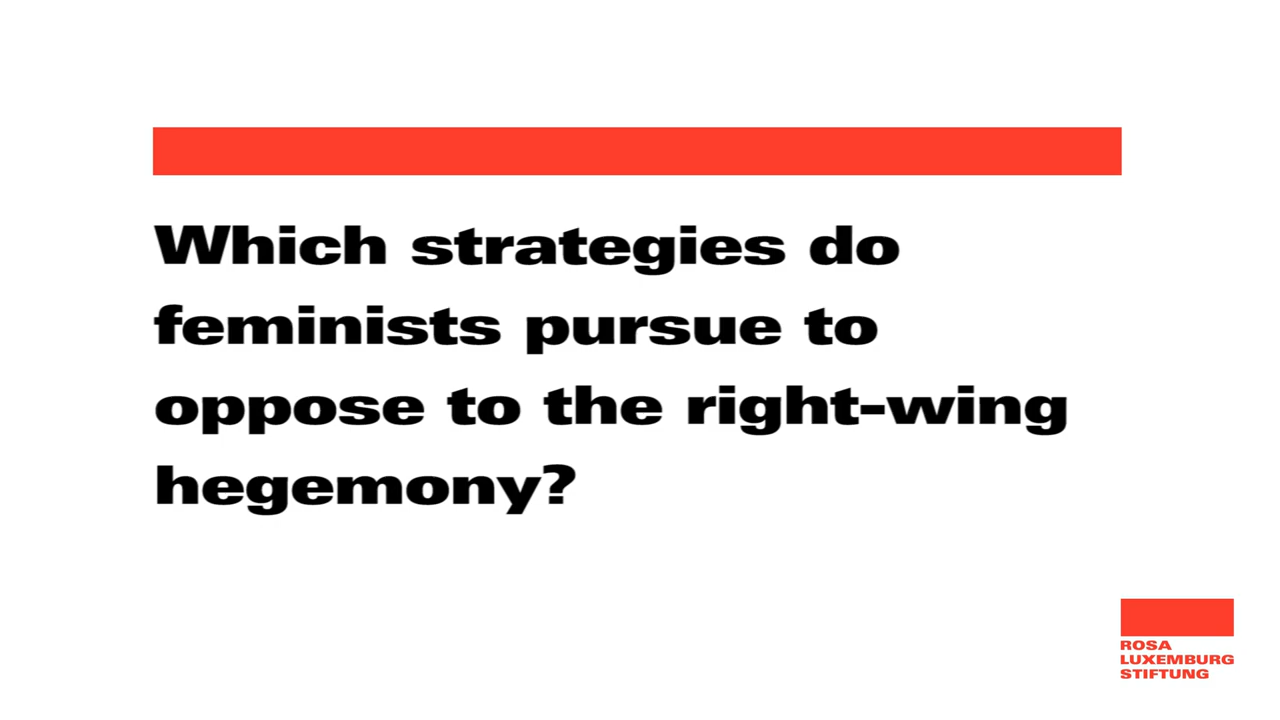 Which strategies do
feminists pursue to
oppose to the right-wing
hegemony?
ROSA
LUXEMBURG
STIFTUNG